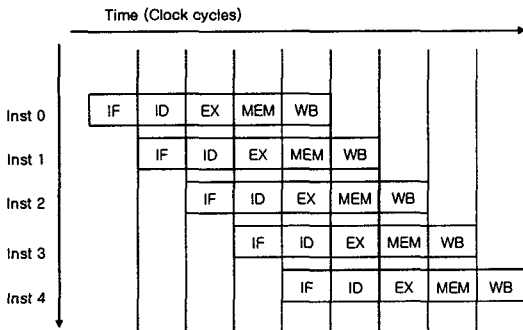 Time (Clock cycles)
Inst 0 IF ID EX MEM WB
Inst 1 IF ID EX MEM WB
Inst 2 IF ID EX MEM WB
Inst 3 IF ID EX MEM WB
Inst 4 IF ID EX MEM WB